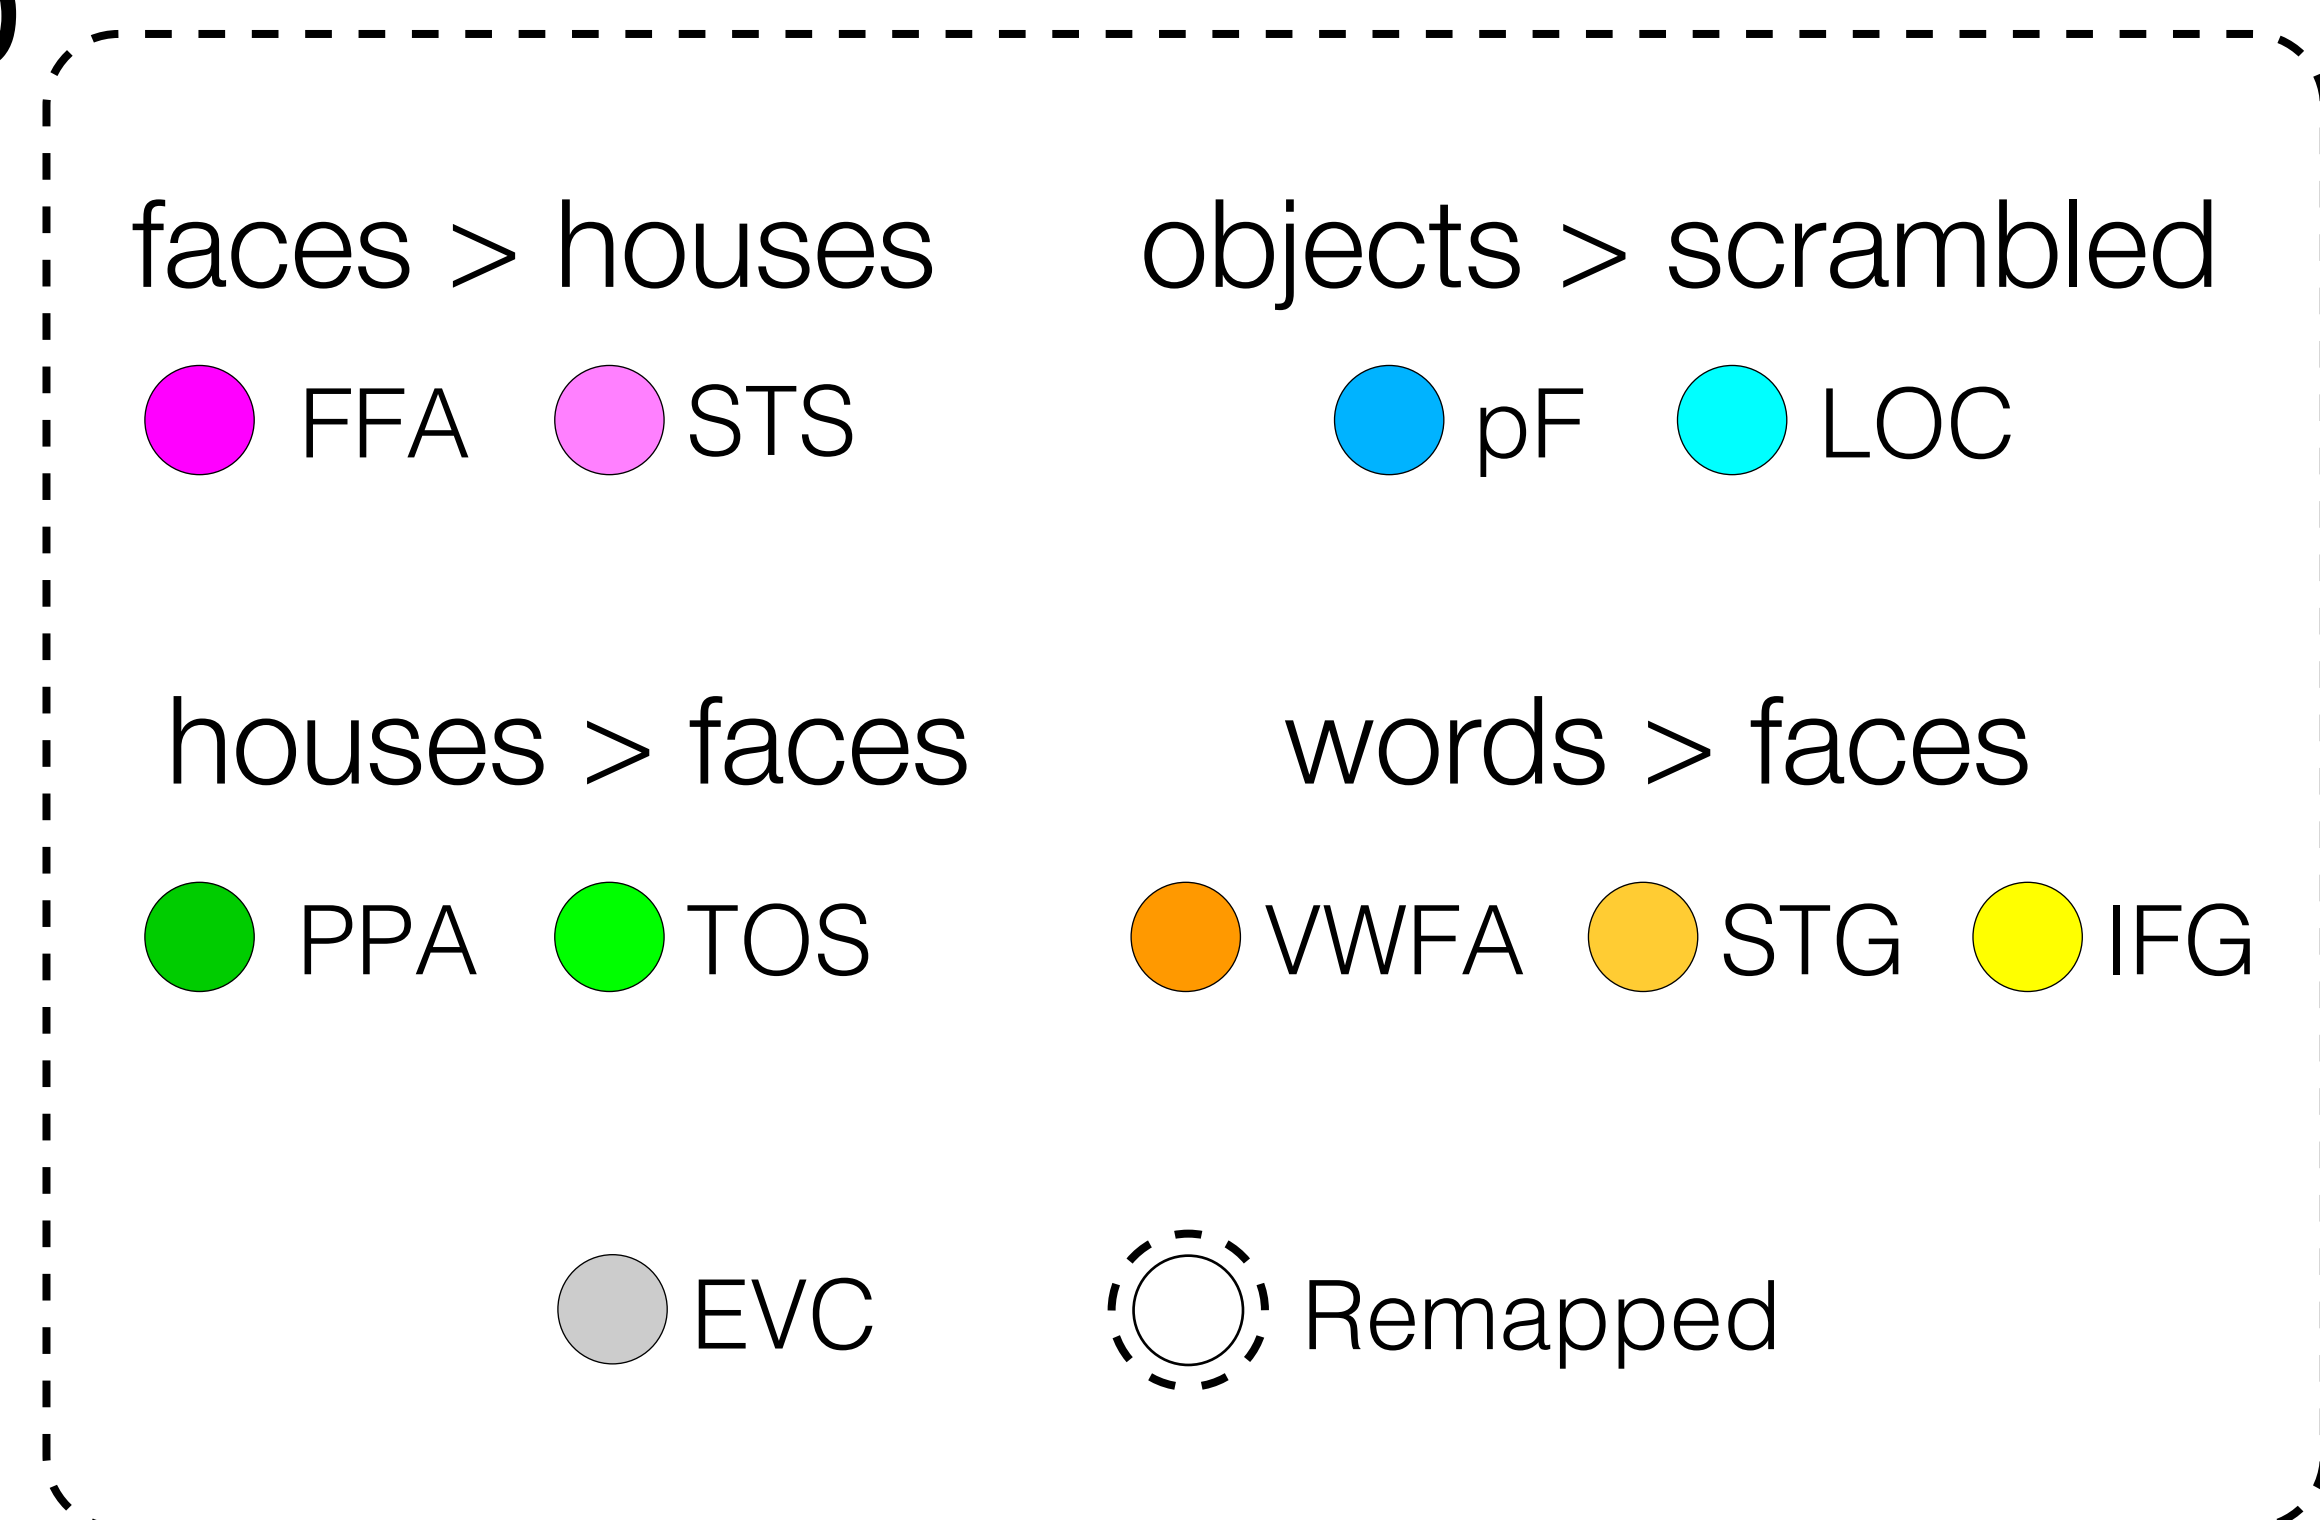 faces > houses
objects > scrambled
FFA STS
pF LOC
houses > faces
words > faces
PPA TOS
VWFA STG IFG
EVC
Remapped